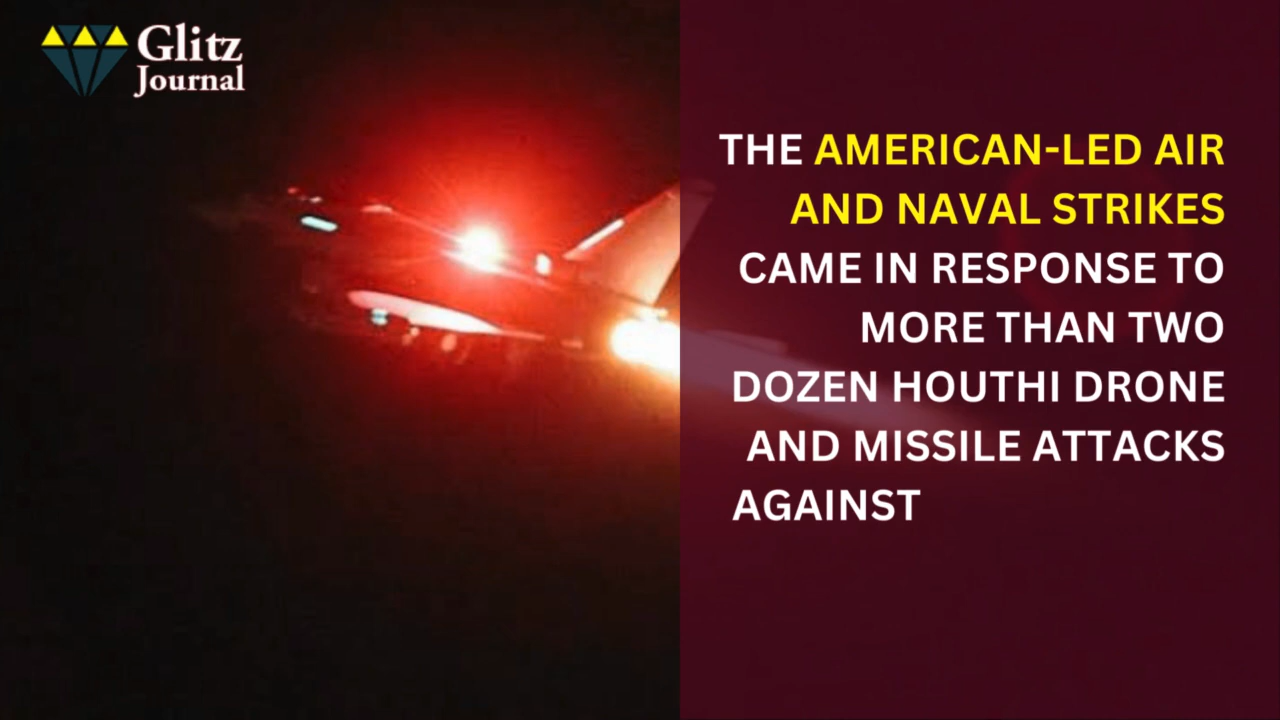 Glitz
Journal
THE AMERICAN-LED AIR
AND NAVAL STRIKES
CAME IN RESPONSE TO
MORE THAN TWO
DOZEN HOUTHI DRONE
AND MISSILE ATTACKS
AGAINST